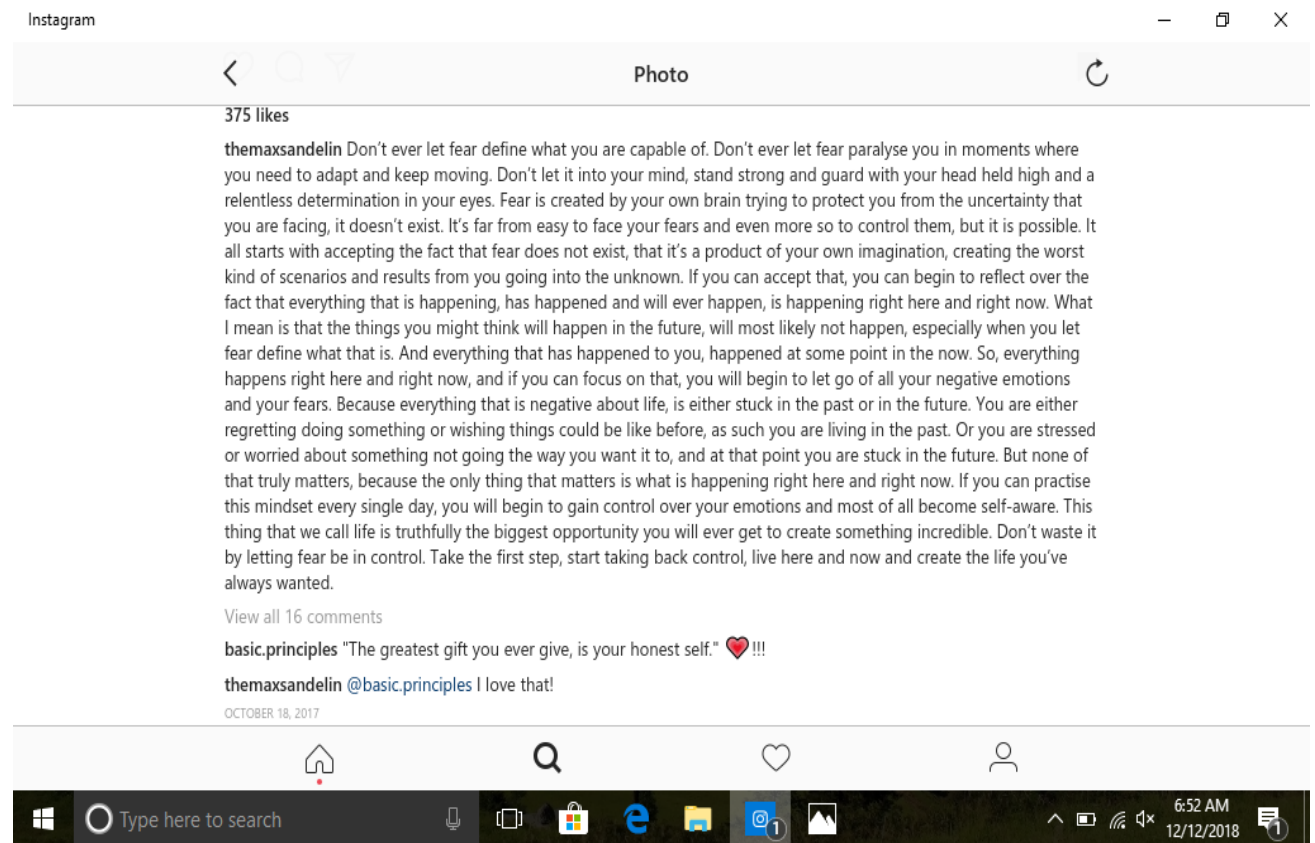 Instagram
Photo
375 likes
themaxsandelin Don't ever let fear define what you are capable of. Don't ever let fear paralyse you in moments where
you need to adapt and keep moving. Don't let it into your mind, stand strong and guard with your head held high and a
relentless determination in your eyes. Fear is created by your own brain trying to protect you from the uncertainty that
you are facing, it doesn't exist. It's far from easy to face your fears and even more so to control them, but it is possible. It
all starts with accepting the fact that fear does not exist, that it's a product of your own imagination, creating the worst
kind of scenarios and results from you going into the unknown. If you can accept that, you can begin to reflect over the
fact that everything that is happening, has happened and will ever happen, is happening right here and right now. What
I mean is that the things you might think will happen in the future, will most likely not happen, especially when you let
fear define what that is. And everything that has happened to you, happened at some point in the now. So, everything
happens right here and right now, and if you can focus on that, you will begin to let go of all your negative emotions
and your fears. Because everything that is negative about life, is either stuck in the past or in the future. You are either
regretting doing something or wishing things could be like before, as such you are living in the past. Or you are stressed
or worried about something not going the way you want it to, and at that point you are stuck in the future. But none of
that truly matters, because the only thing that matters is what is happening right here and right now. If you can practise
this mindset every single day, you will begin to gain control over your emotions and most of all become self-aware. This
thing that we call life is truthfully the biggest opportunity you will ever get to create something incredible. Don't waste it
by letting fear be in control. Take the first step, start taking back control, live here and now and create the life you've
always wanted.
View all 16 comments
basic.principles "The greatest gift you ever give, is your honest self." ❤️!!!
themaxsandelin @basic.principles I love that!
OCTOBER 18, 2017
Type here to search
1
6:52 AM
12/12/2018
1